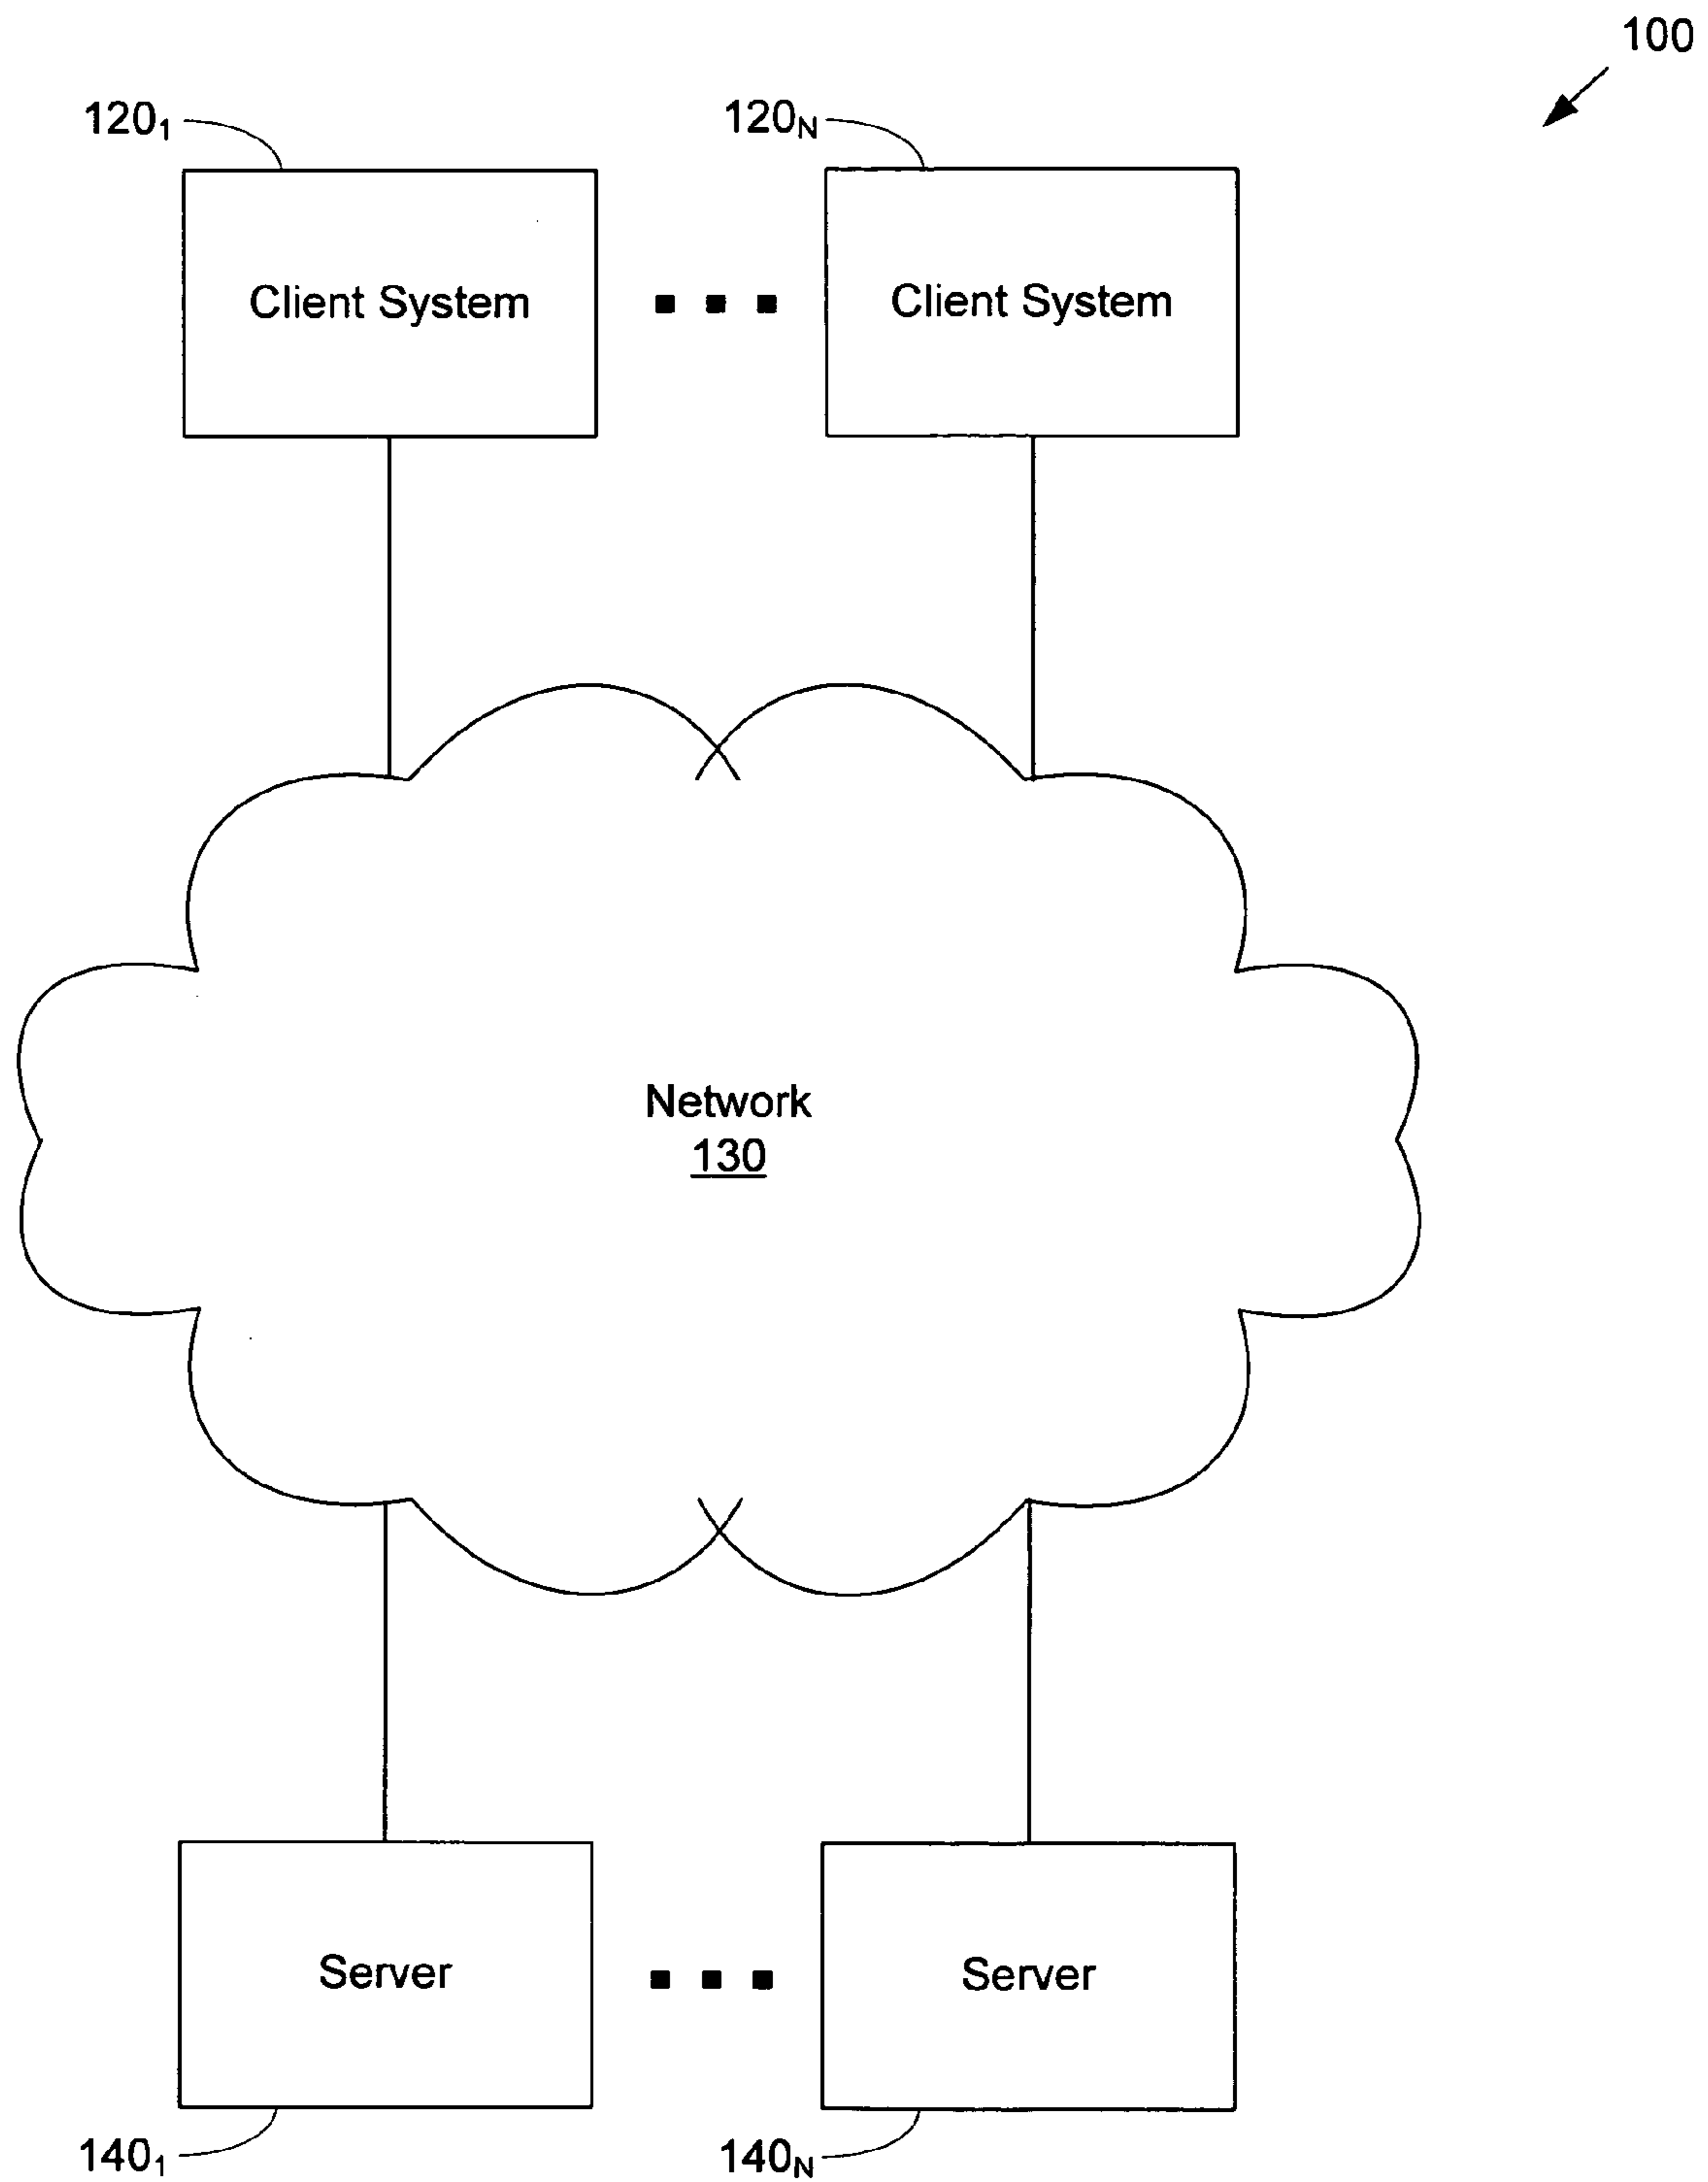 100
120₁
120N
Client System
Client System
Network
130
Server
Server
140₁
140N